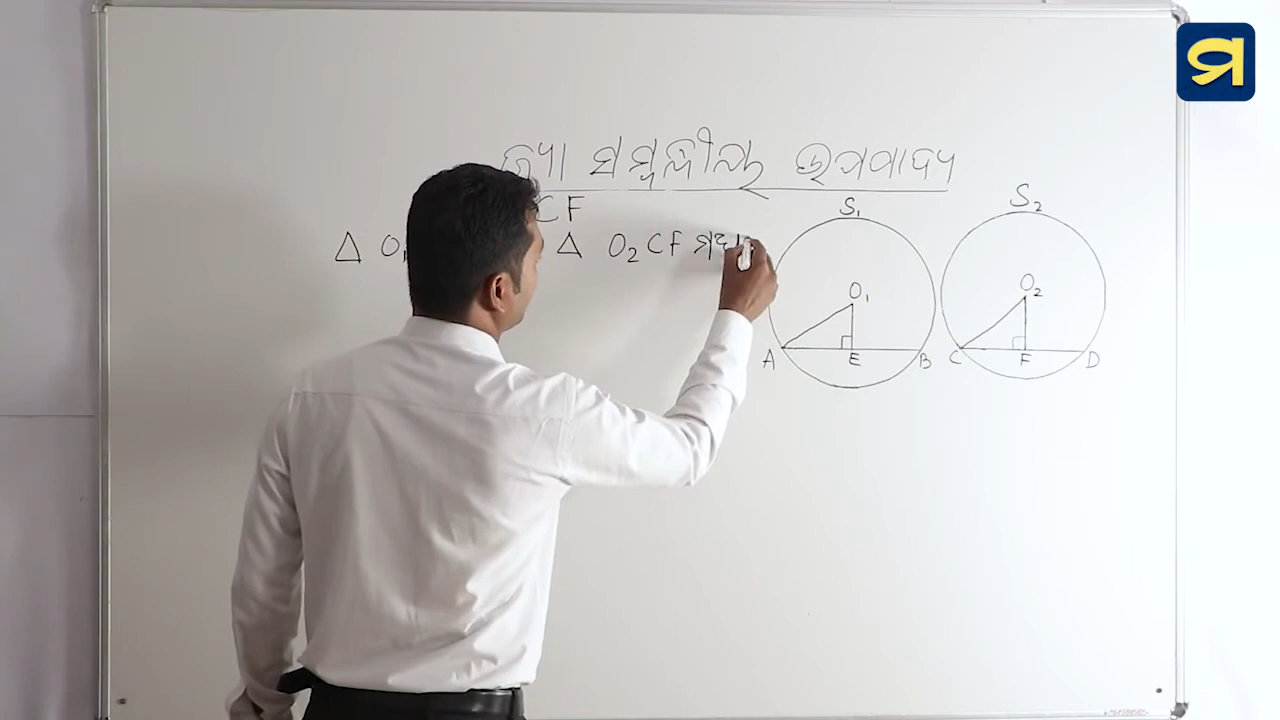 ଜ୍ୟା ସମ୍ବନ୍ଧୀୟ ଉପପାଦ୍ୟ
CF
Δ O₁ Δ O₂CF
S₁
O₁
A E B
S₂
O₂
C F D
ସ